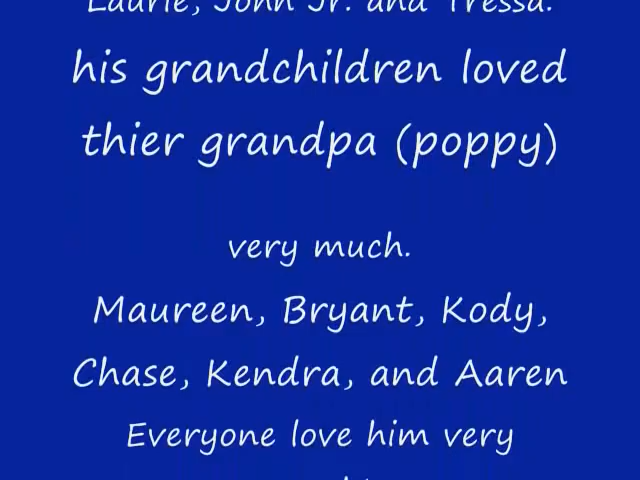 Laurie, John Jr. and Tressa.
his grandchildren loved
thier grandpa (poppy)
very much.
Maureen, Bryant, Kody,
Chase, Kendra, and Aaren
Everyone love him very